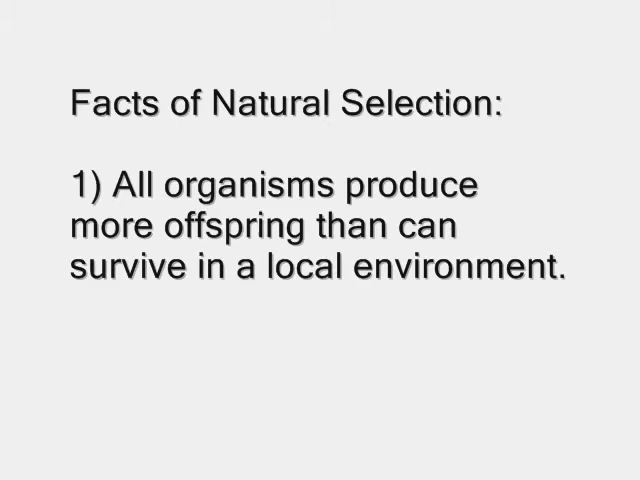 Facts of Natural Selection:
1) All organisms produce
more offspring than can
survive in a local environment.